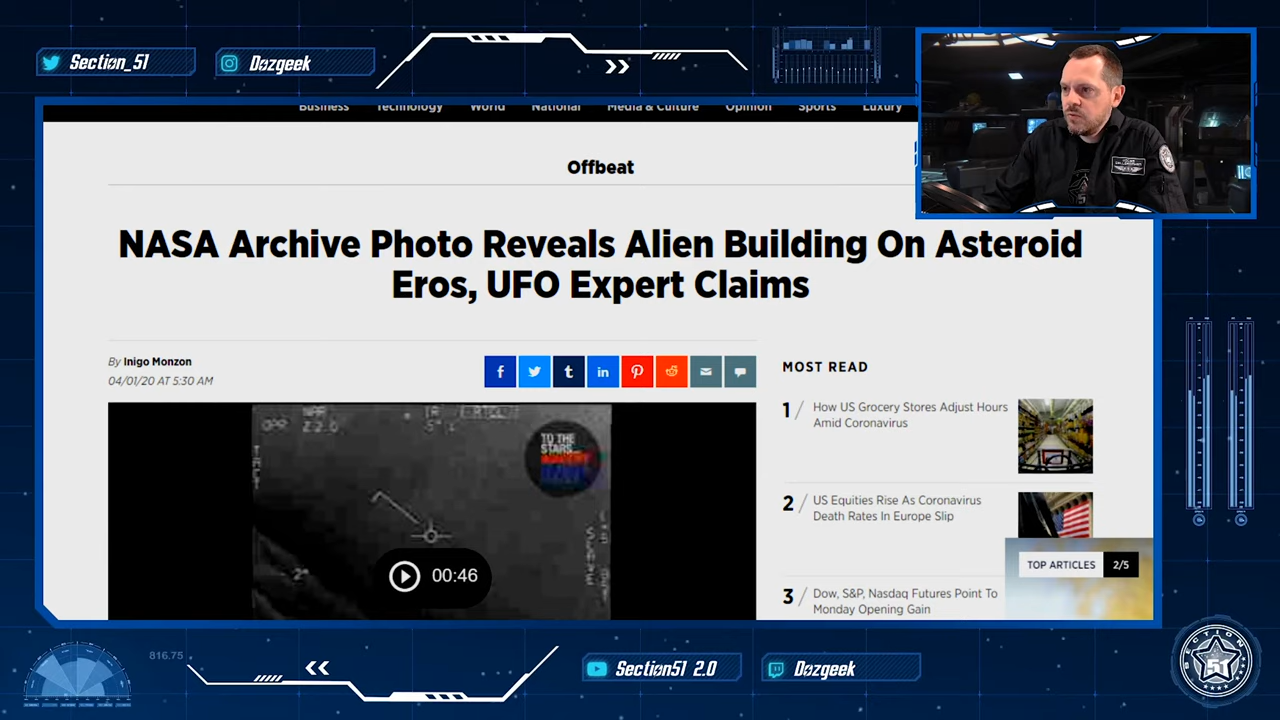 Section_51
Dazgeek
Business Technology World National Media & Culture Opinion Sports Luxury
Offbeat
NASA Archive Photo Reveals Alien Building On Asteroid
Eros, UFO Expert Claims
By Inigo Monzon
04/01/20 AT 5:30 AM
MOST READ
1 / How US Grocery Stores Adjust Hours
Amid Coronavirus
2 / US Equities Rise As Coronavirus
Death Rates In Europe Slip
3 / Dow, S&P, Nasdaq Futures Point To
Monday Opening Gain
TOP ARTICLES 2/5
TO THE
STARS
00:46
816.75
Section51 2.0
Dazgeek
SECTION
51